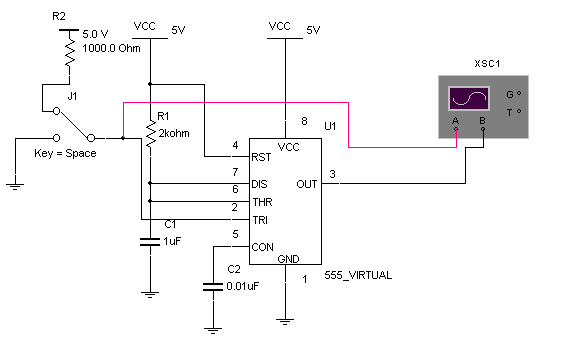 R2
5.0 V
1000.0 Ohm
VCC
5V
VCC
5V
XSC1
G
T
A
B
J1
Key = Space
R1
2kohm
8
U1
VCC
4
RST
7
DIS
OUT
3
6
THR
2
TRI
5
CON
GND
1
555_VIRTUAL
C1
1uF
C2
0.01uF